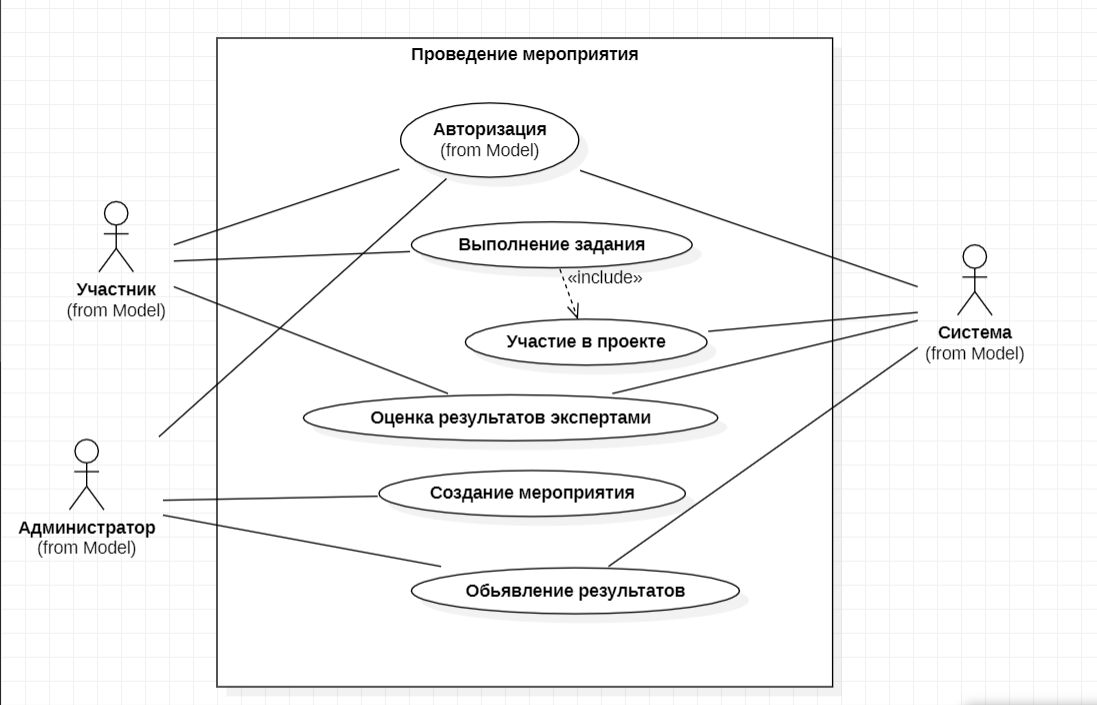 Проведение мероприятия
Авторизация
(from Model)
Выполнение задания
«include»
Участник
(from Model)
Участие в проекте
Система
(from Model)
Оценка результатов экспертами
Создание мероприятия
Администратор
(from Model)
Обьявление результатов